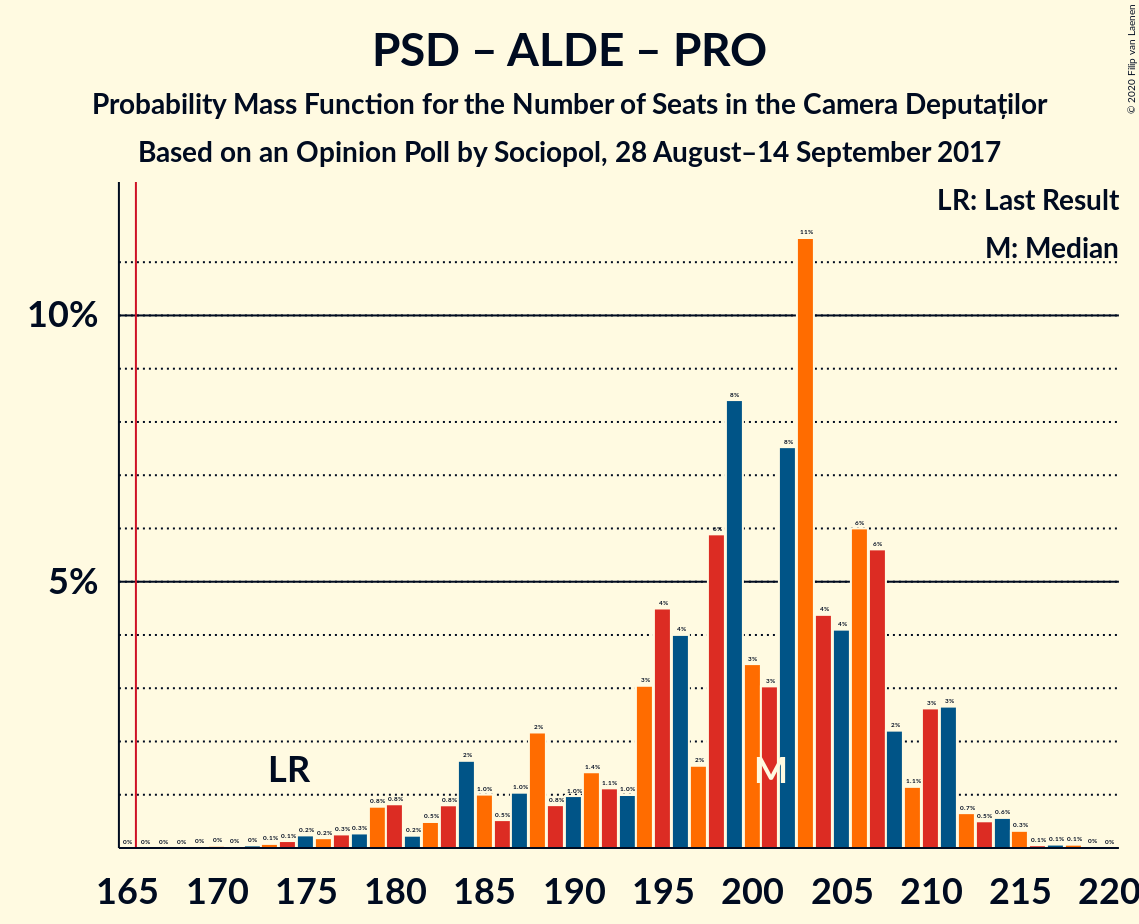 PSD – ALDE – PRO
Probability Mass Function for the Number of Seats in the Camera Deputaților
Based on an Opinion Poll by Sociopol, 28 August–14 September 2017
© 2020 Filip van Laenen
LR: Last Result
M: Median
10%
5%
0% 0% 0% 0% 0% 0% 0% 0% 0.1% 0.1% 0.2% 0.2% 0.3% 0.3% 0.8% 0.8% 0.2% 0.5% 0.8% 2% 1.0% 0.5% 1.0% 2% 0.8% 1.0% 1.4% 1.1% 1.0% 3% 4% 4% 2% 6% 8% 3% 3% 8% 11% 4% 4% 6% 6% 2% 1.1% 3% 3% 0.7% 0.5% 0.6% 0.3% 0.1% 0.1% 0.1% 0% 0%
LR
M
165 170 175 180 185 190 195 200 205 210 215 220